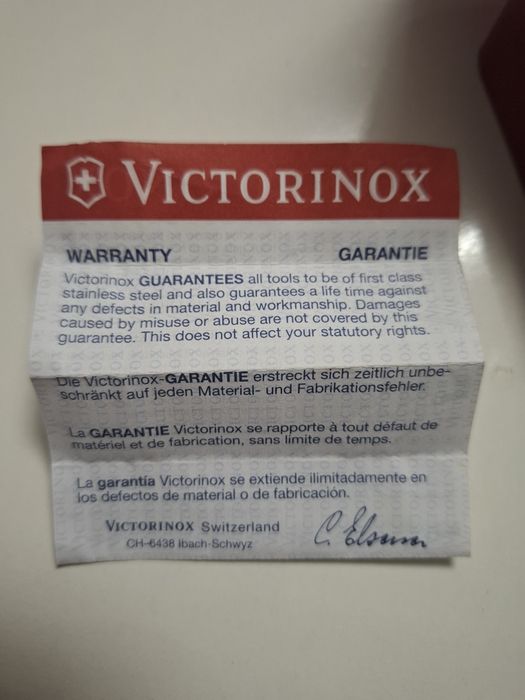 VICTORINOX
WARRANTY GARANTIE
Victorinox GUARANTEES all tools to be of first class
stainless steel and also guarantees a life time against
any defects in material and workmanship. Damages
caused by misuse or abuse are not covered by this
guarantee. This does not affect your statutory rights.
Die Victorinox-GARANTIE erstreckt sich zeitlich unbe-
schränkt auf jeden Material- und Fabrikationsfehler.
La GARANTIE Victorinox se rapporte à tout défaut de
matériel et de fabrication, sans limite de temps.
La garantía Victorinox se extiende ilimitadamente en
los defectos de material o de fabricación.
VICTORINOX Switzerland
CH-6438 Ibach-Schwyz
C. Elsener